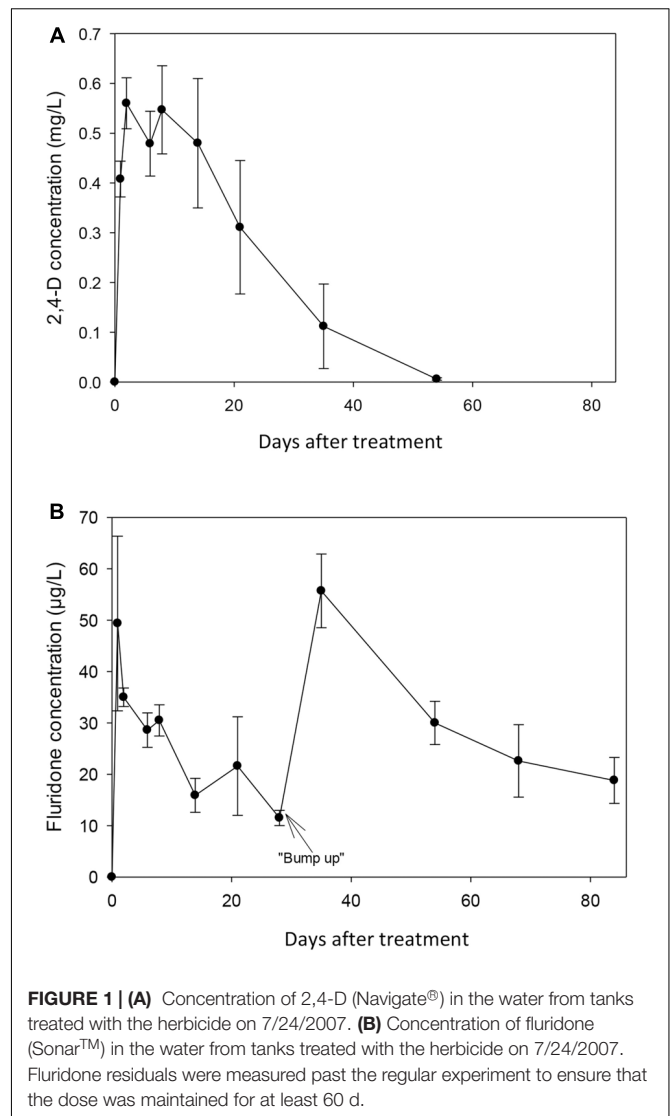 A
0.7
0.6
0.5
0.4
0.3
0.2
0.1
0.0
2,4-D concentration (mg/L)
0 20 40 60 80
Days after treatment
B
70
60
50
40
30
20
10
0
Fluridone concentration (µg/L)
"Bump up"
0 20 40 60 80
Days after treatment
FIGURE 1 | (A) Concentration of 2,4-D (Navigate®) in the water from tanks
treated with the herbicide on 7/24/2007. (B) Concentration of fluridone
(Sonar™) in the water from tanks treated with the herbicide on 7/24/2007.
Fluridone residuals were measured past the regular experiment to ensure that
the dose was maintained for at least 60 d.